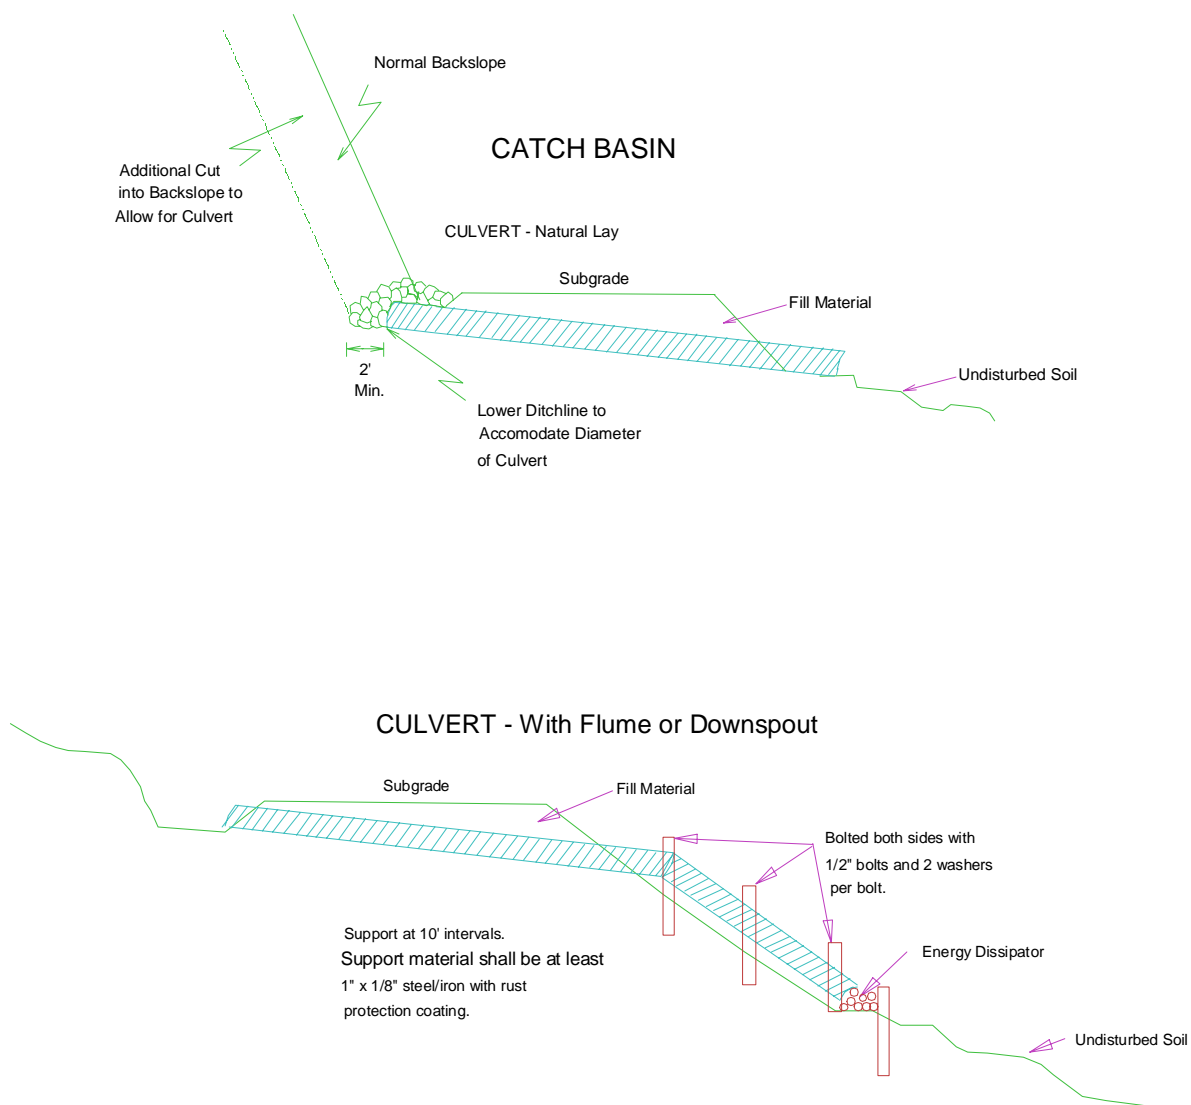 Normal Backslope
CATCH BASIN
Additional Cut
into Backslope to
Allow for Culvert
CULVERT - Natural Lay
Subgrade
Fill Material
2'
Min.
Undisturbed Soil
Lower Ditchline to
Accomodate Diameter
of Culvert
CULVERT - With Flume or Downspout
Subgrade
Fill Material
Bolted both sides with
1/2" bolts and 2 washers
per bolt.
Support at 10' intervals.
Support material shall be at least
1" x 1/8" steel/iron with rust
protection coating.
Energy Dissipator
Undisturbed Soil